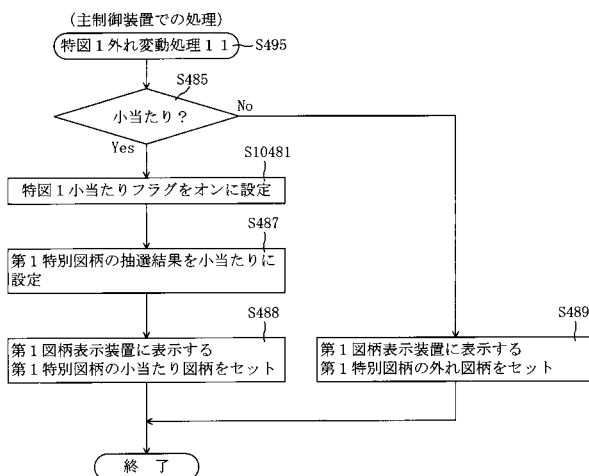 (主制御装置での処理)
特図1外れ変動処理11
S495
S485
小当たり?
No
Yes
S10481
特図1小当たりフラグをオンに設定
S487
第1特別図柄の抽選結果を小当たりに
設定
S488
第1図柄表示装置に表示する
第1特別図柄の小当たり図柄をセット
S489
第1図柄表示装置に表示する
第1特別図柄の外れ図柄をセット
終 了